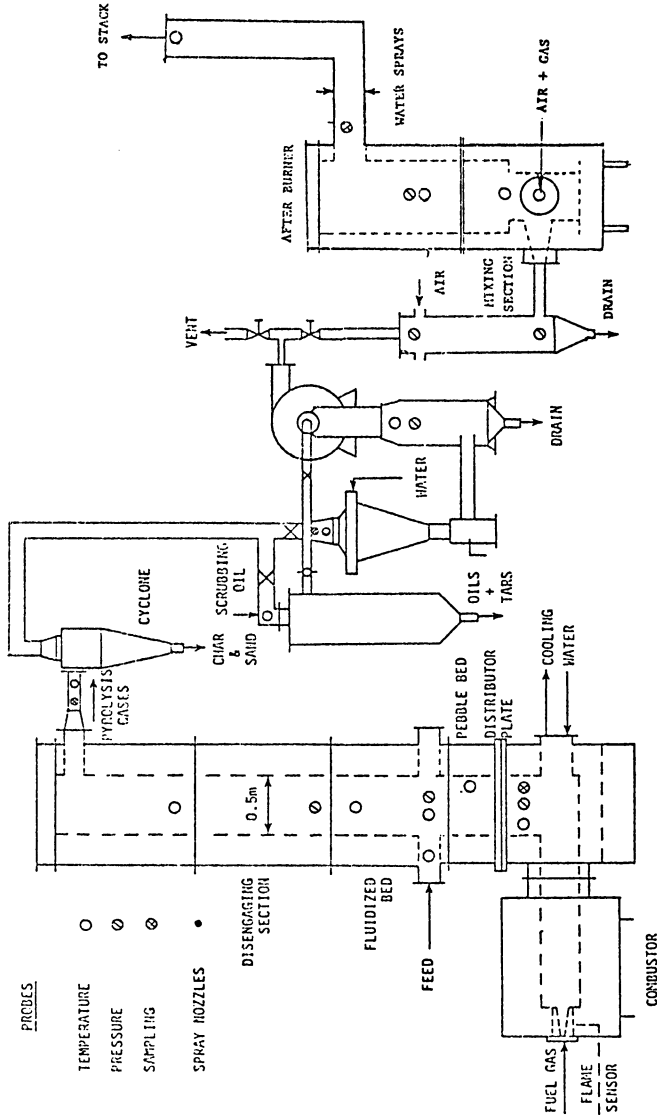 PROBES
TEMPERATURE
PRESSURE
SAMPLING
SPRAY NOZZLES
DISENGAGING
SECTION
0.5m
FLUIDIZED
BED
FEED
PEBBLE BED
DISTRIBUTOR
PLATE
COOLING
WATER
FUEL GAS
FLAME
SENSOR
COMBUSTOR
PYROLYSIS
GASES
CYCLONE
CHAR
&
SAND
SCRUBBING
OIL
OILS
+
TARS
WATER
DRAIN
VENT
AIR
MIXING
SECTION
DRAIN
AFTER BURNER
AIR + GAS
WATER SPRAYS
TO STACK